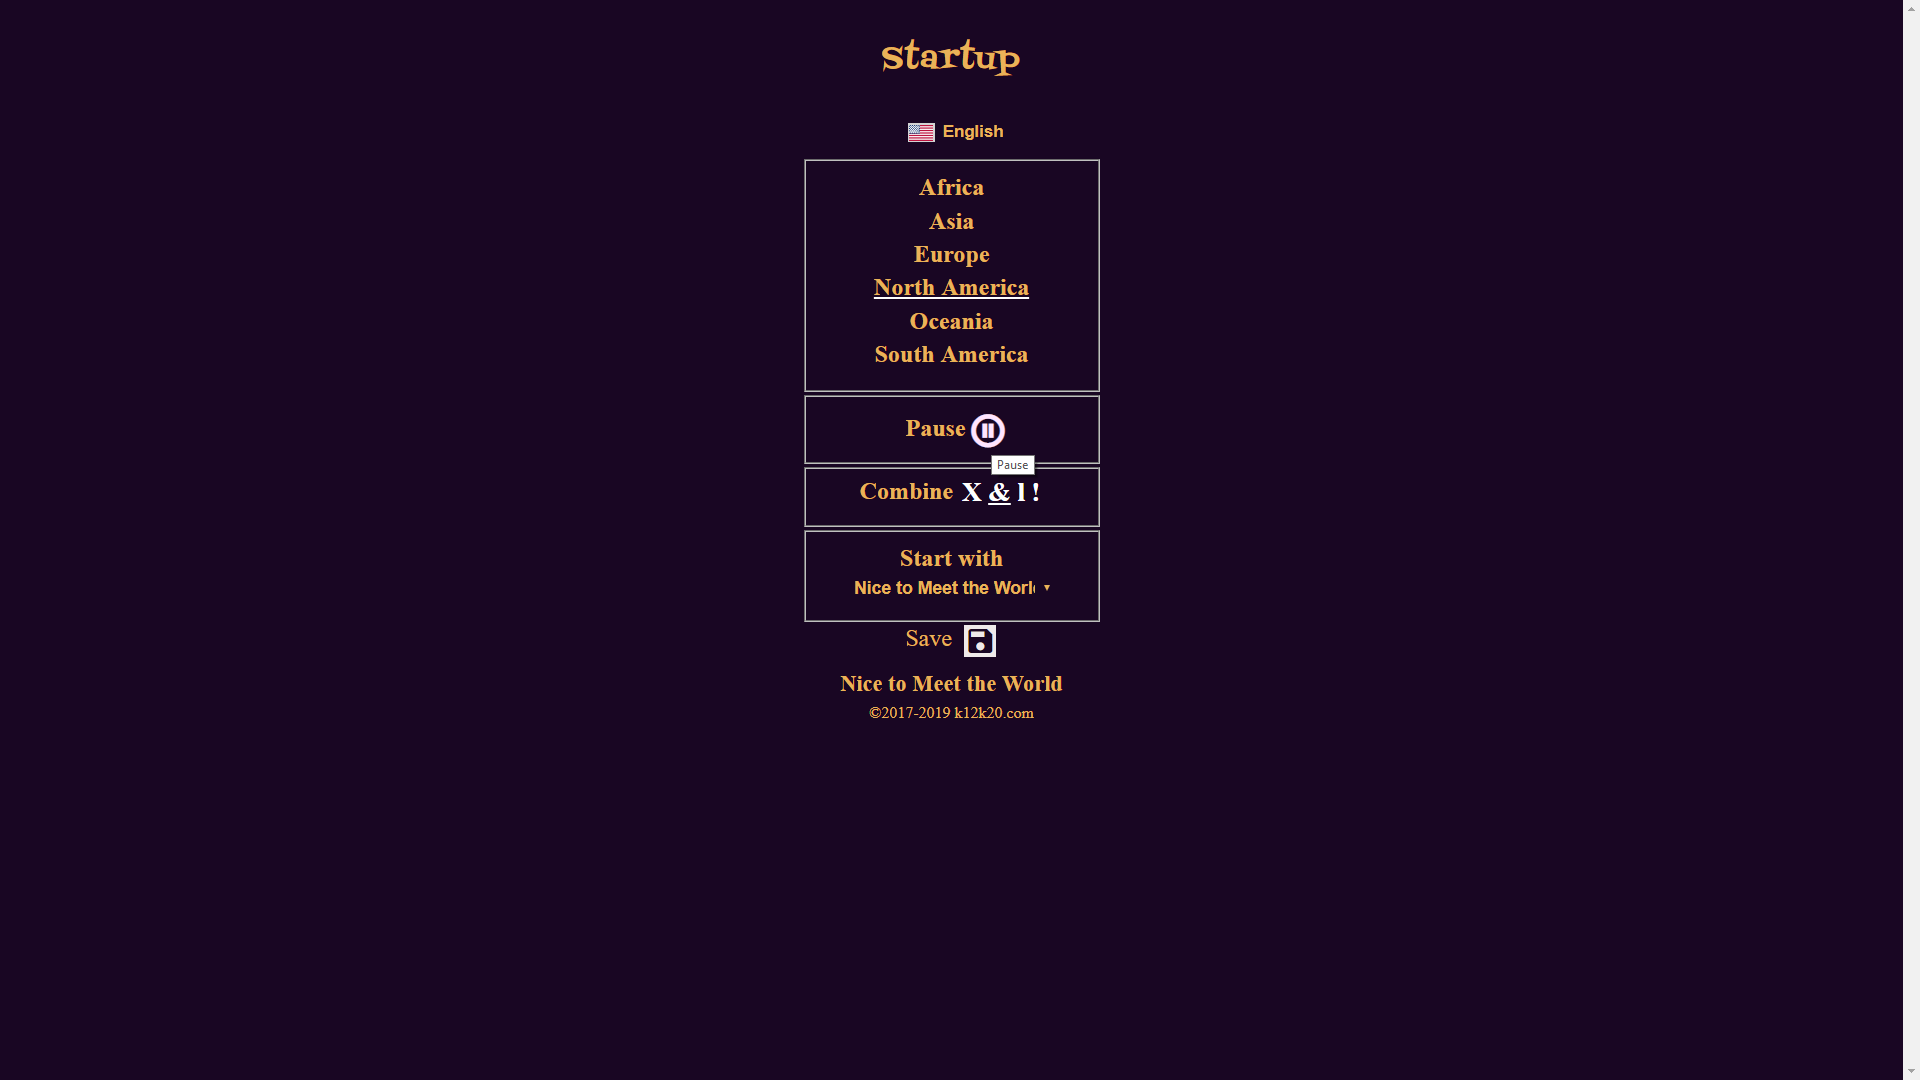 startup
English
Africa
Asia
Europe
North America
Oceania
South America
Pause
Pause
Combine X & l !
Start with
Nice to Meet the Worl
Save
Nice to Meet the World
©2017-2019 k12k20.com